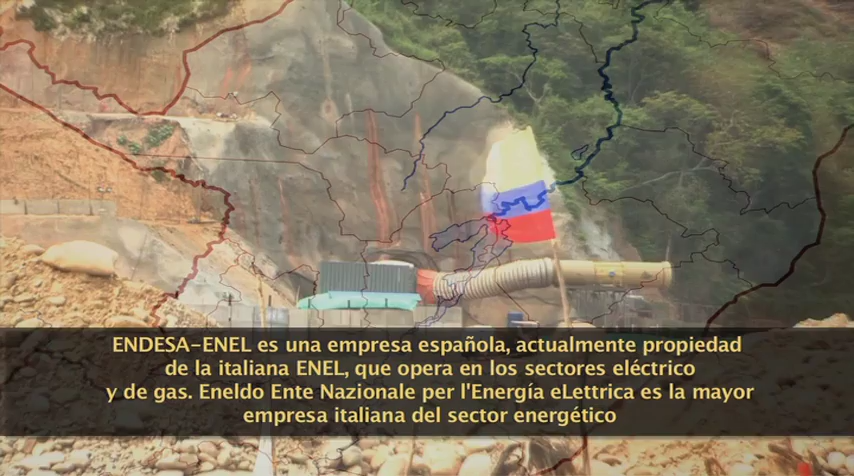 ENDESA-ENEL es una empresa española, actualmente propiedad
de la italiana ENEL, que opera en los sectores eléctrico
y de gas. Eneldo Ente Nazionale per l'Energía eLettrica es la mayor
empresa italiana del sector energético